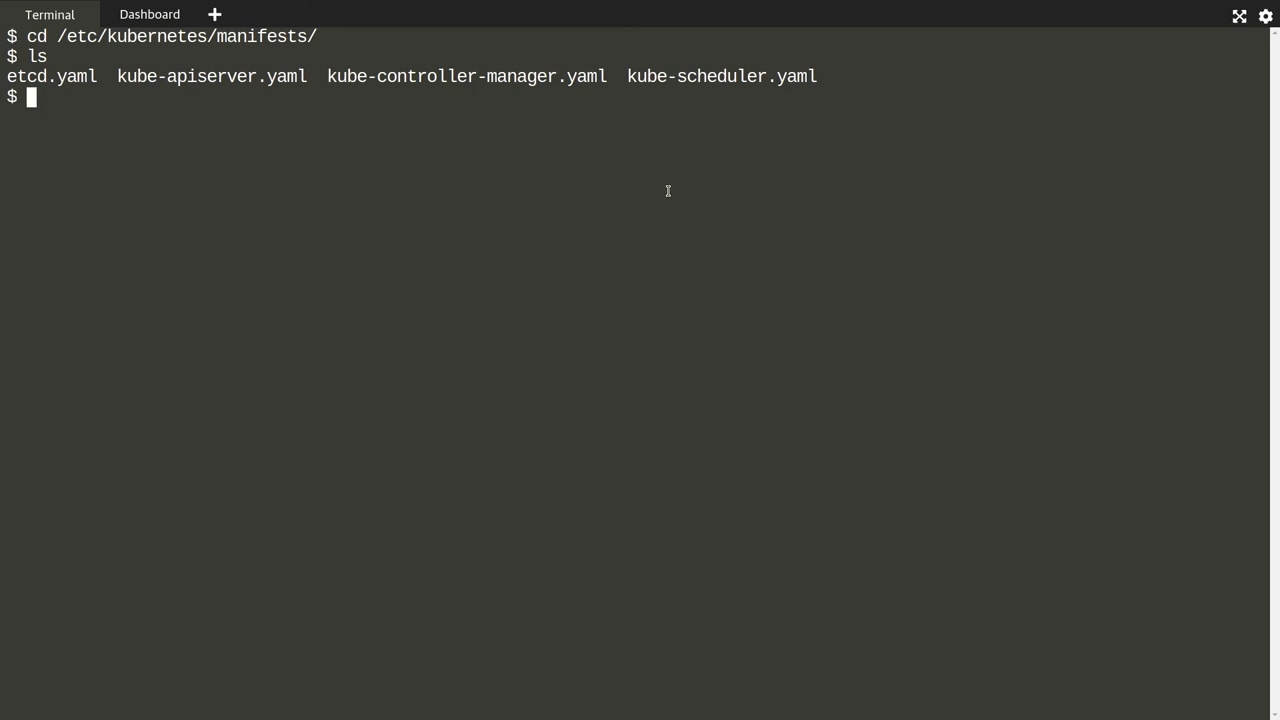 Terminal Dashboard
$ cd /etc/kubernetes/manifests/
$ ls
etcd.yaml  kube-apiserver.yaml  kube-controller-manager.yaml  kube-scheduler.yaml
$